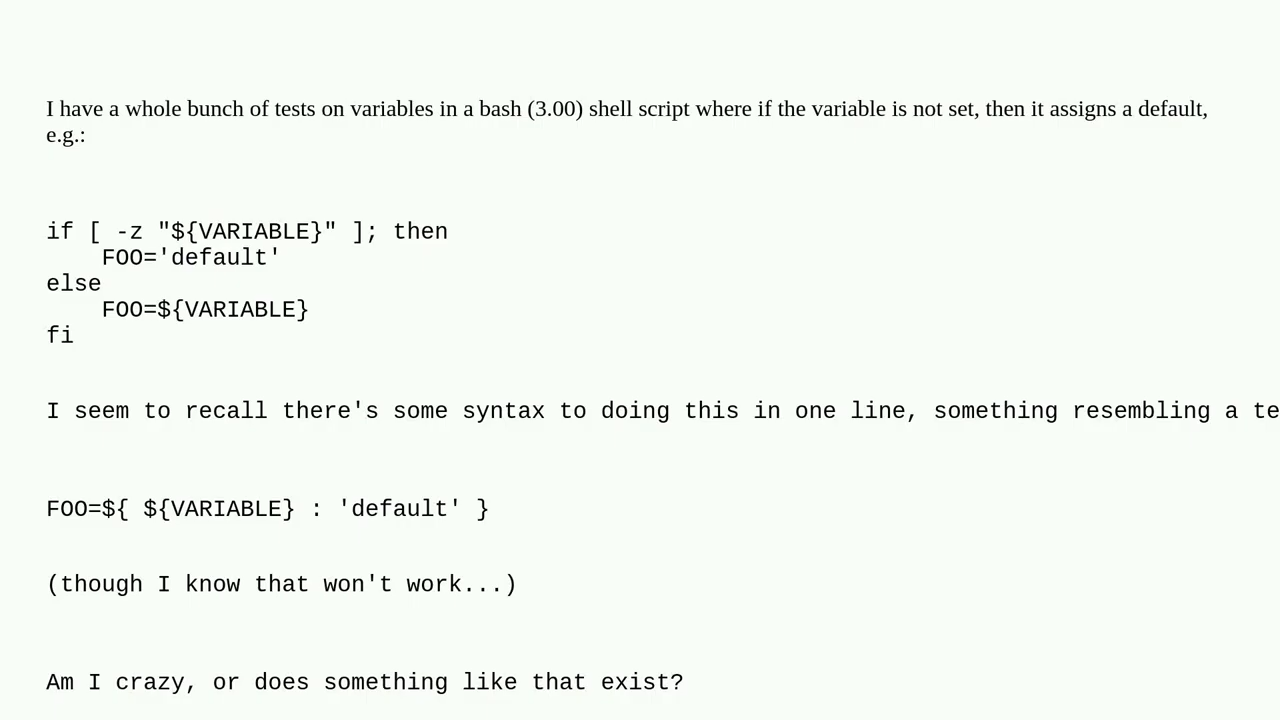 I have a whole bunch of tests on variables in a bash (3.00) shell script where if the variable is not set, then it assigns a default,
e.g.:
if [ -z "${VARIABLE}" ]; then
    FOO='default'
else
    FOO=${VARIABLE}
fi
I seem to recall there's some syntax to doing this in one line, something resembling a
FOO=${ ${VARIABLE} : 'default' }
(though I know that won't work...)
Am I crazy, or does something like that exist?